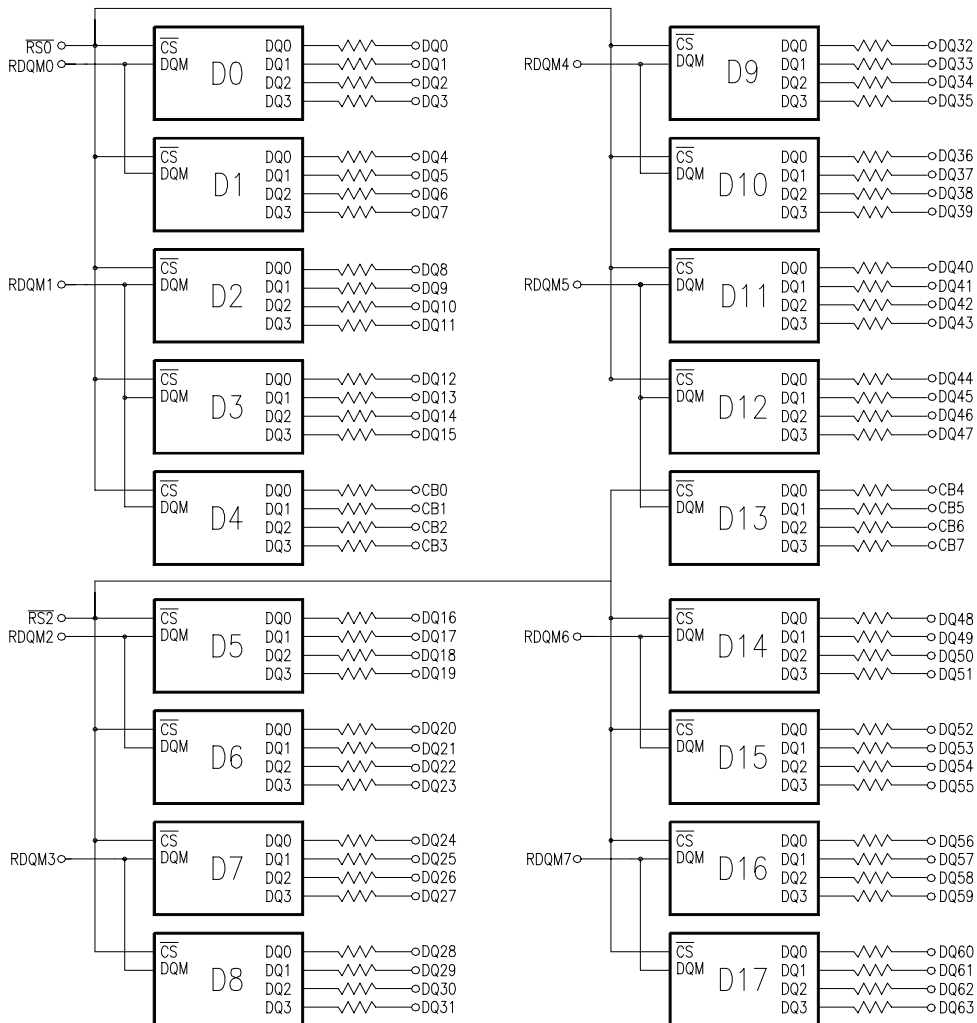 RS0 CS DQ0 DQ0
RDQM0 DQM D0 DQ1 DQ1
DQ2 DQ2
DQ3 DQ3
CS DQ0 DQ4
DQM D1 DQ1 DQ5
DQ2 DQ6
DQ3 DQ7
CS DQ0 DQ8
RDQM1 DQM D2 DQ1 DQ9
DQ2 DQ10
DQ3 DQ11
CS DQ0 DQ12
DQM D3 DQ1 DQ13
DQ2 DQ14
DQ3 DQ15
CS DQ0 CB0
DQM D4 DQ1 CB1
DQ2 CB2
DQ3 CB3
RS2 CS DQ0 DQ16
RDQM2 DQM D5 DQ1 DQ17
DQ2 DQ18
DQ3 DQ19
CS DQ0 DQ20
DQM D6 DQ1 DQ21
DQ2 DQ22
DQ3 DQ23
CS DQ0 DQ24
RDQM3 DQM D7 DQ1 DQ25
DQ2 DQ26
DQ3 DQ27
CS DQ0 DQ28
DQM D8 DQ1 DQ29
DQ2 DQ30
DQ3 DQ31
CS DQ0 DQ32
RDQM4 DQM D9 DQ1 DQ33
DQ2 DQ34
DQ3 DQ35
CS DQ0 DQ36
DQM D10 DQ1 DQ37
DQ2 DQ38
DQ3 DQ39
CS DQ0 DQ40
RDQM5 DQM D11 DQ1 DQ41
DQ2 DQ42
DQ3 DQ43
CS DQ0 DQ44
DQM D12 DQ1 DQ45
DQ2 DQ46
DQ3 DQ47
CS DQ0 CB4
DQM D13 DQ1 CB5
DQ2 CB6
DQ3 CB7
CS DQ0 DQ48
RDQM6 DQM D14 DQ1 DQ49
DQ2 DQ50
DQ3 DQ51
CS DQ0 DQ52
DQM D15 DQ1 DQ53
DQ2 DQ54
DQ3 DQ55
CS DQ0 DQ56
RDQM7 DQM D16 DQ1 DQ57
DQ2 DQ58
DQ3 DQ59
CS DQ0 DQ60
DQM D17 DQ1 DQ61
DQ2 DQ62
DQ3 DQ63